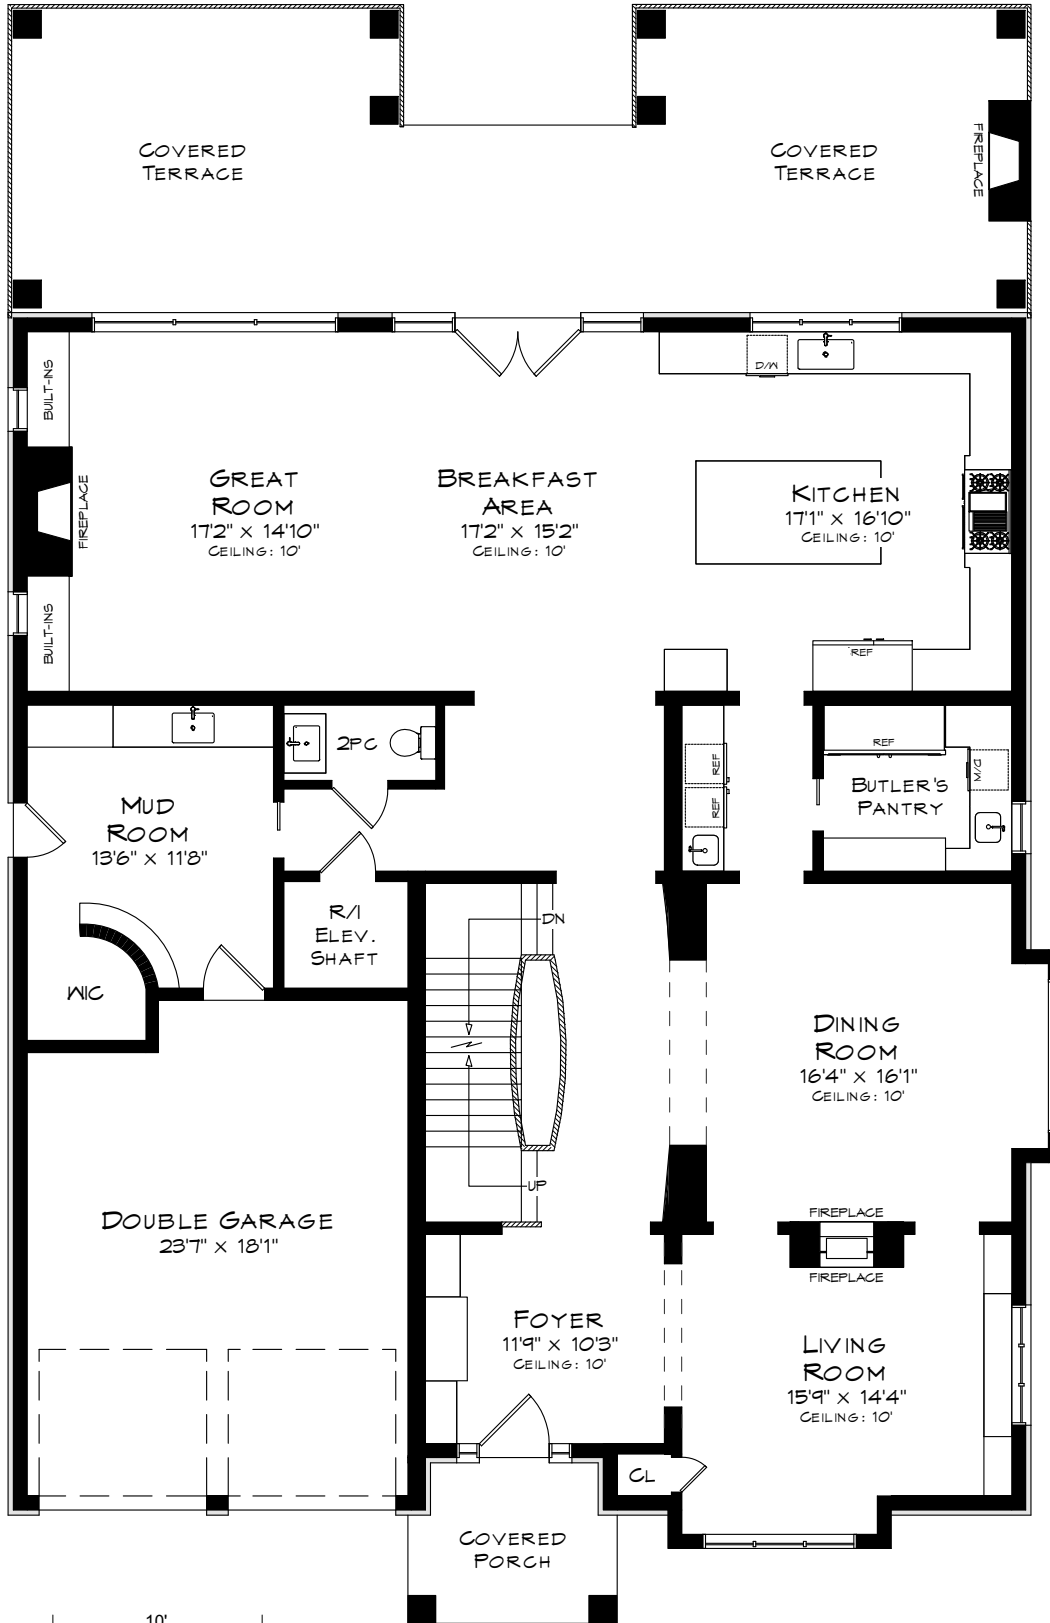 COVERED
TERRACE
COVERED
TERRACE
FIREPLACE
BUILT-INS
D/W
GREAT
ROOM
17'2" x 14'10"
CEILING: 10'
FIREPLACE
BREAKFAST
AREA
17'2" x 15'2"
CEILING: 10'
KITCHEN
17'1" x 16'10"
CEILING: 10'
BUILT-INS
REF
2PC
REF
REF
REF
D/W
BUTLER'S
PANTRY
MUD
ROOM
13'6" x 11'8"
R/I
ELEV.
SHAFT
DN
WIC
DINING
ROOM
16'4" x 16'1"
CEILING: 10'
UP
DOUBLE GARAGE
23'7" x 18'1"
FIREPLACE
FIREPLACE
FOYER
11'9" x 10'3"
CEILING: 10'
LIVING
ROOM
15'9" x 14'4"
CEILING: 10'
CL
COVERED
PORCH
10'